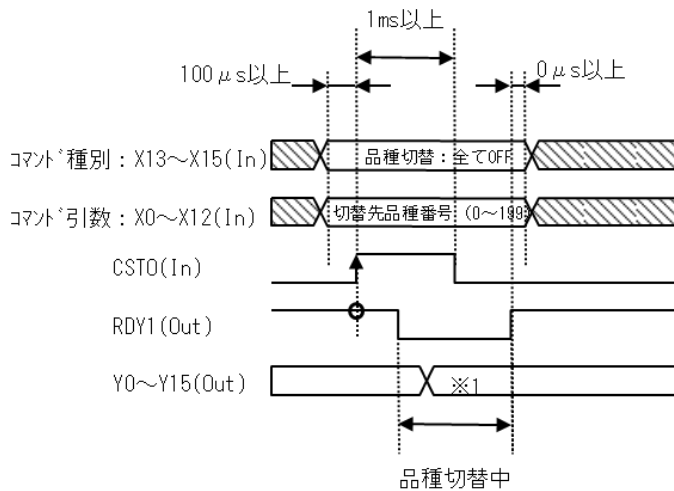 1ms以上
100μs以上
0μs以上
コマンド種別：X13～X15(In)
品種切替：全てOFF
コマンド引数：X0～X12(In)
切替先品種番号 (0～199)
CST0(In)
RDY1(Out)
Y0～Y15(Out)
※1
品種切替中